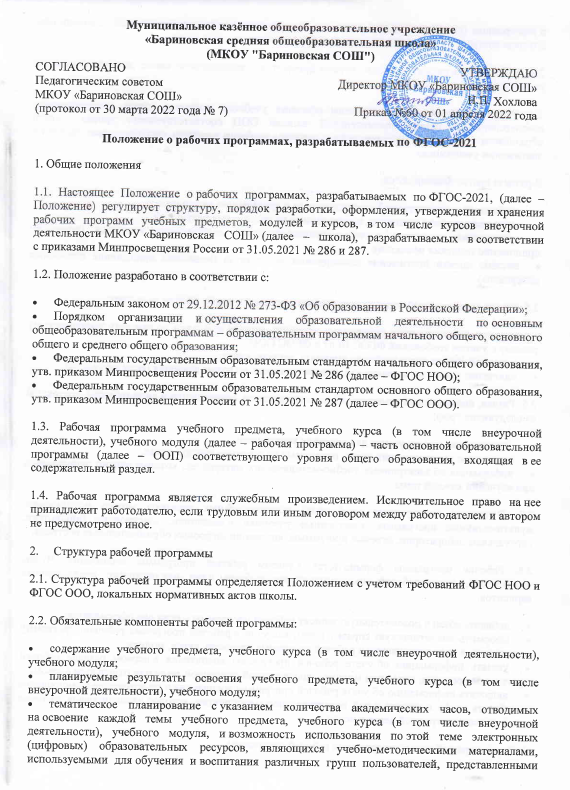 Муниципальное казённое общеобразовательное учреждение
«Бариновская средняя общеобразовательная школа»
(МКОУ "Бариновская СОШ")
СОГЛАСОВАНО
Педагогическим советом
МКОУ «Бариновская СОШ»
(протокол от 30 марта 2022 года № 7)
УТВЕРЖДАЮ
Директор МКОУ «Бариновская СОШ»
Н.П. Хохлова
Приказ №60 от 01 апреля 2022 года
МКОУ
Бариновская
СОШ
Положение о рабочих программах, разрабатываемых по ФГОС-2021
1. Общие положения
1.1. Настоящее Положение о рабочих программах, разрабатываемых по ФГОС-2021, (далее –
Положение) регулирует структуру, порядок разработки, оформления, утверждения и хранения
рабочих программ учебных предметов, модулей и курсов, в том числе курсов внеурочной
деятельности МКОУ «Бариновская СОШ» (далее – школа), разрабатываемых в соответствии
с приказами Минпросвещения России от 31.05.2021 № 286 и 287.
1.2. Положение разработано в соответствии с:
• Федеральным законом от 29.12.2012 № 273-ФЗ «Об образовании в Российской Федерации»;
• Порядком организации и осуществления образовательной деятельности по основным
общеобразовательным программам – образовательным программам начального общего, основного
общего и среднего общего образования;
• Федеральным государственным образовательным стандартом начального общего образования,
утв. приказом Минпросвещения России от 31.05.2021 № 286 (далее – ФГОС НОО);
• Федеральным государственным образовательным стандартом основного общего образования,
утв. приказом Минпросвещения России от 31.05.2021 № 287 (далее – ФГОС ООО).
1.3. Рабочая программа учебного предмета, учебного курса (в том числе внеурочной
деятельности), учебного модуля (далее – рабочая программа) – часть основной образовательной
программы (далее – ООП) соответствующего уровня общего образования, входящая в ее
содержательный раздел.
1.4. Рабочая программа является служебным произведением. Исключительное право на нее
принадлежит работодателю, если трудовым или иным договором между работодателем и автором
не предусмотрено иное.
2. Структура рабочей программы
2.1. Структура рабочей программы определяется Положением с учетом требований ФГОС НОО и
ФГОС ООО, локальных нормативных актов школы.
2.2. Обязательные компоненты рабочей программы:
• содержание учебного предмета, учебного курса (в том числе внеурочной деятельности),
учебного модуля;
• планируемые результаты освоения учебного предмета, учебного курса (в том числе
внеурочной деятельности), учебного модуля;
• тематическое планирование с указанием количества академических часов, отводимых
на освоение каждой темы учебного предмета, учебного курса (в том числе внеурочной
деятельности), учебного модуля, и возможность использования по этой теме электронных
(цифровых) образовательных ресурсов, являющихся учебно-методическими материалами,
используемыми для обучения и воспитания различных групп пользователей, представленными